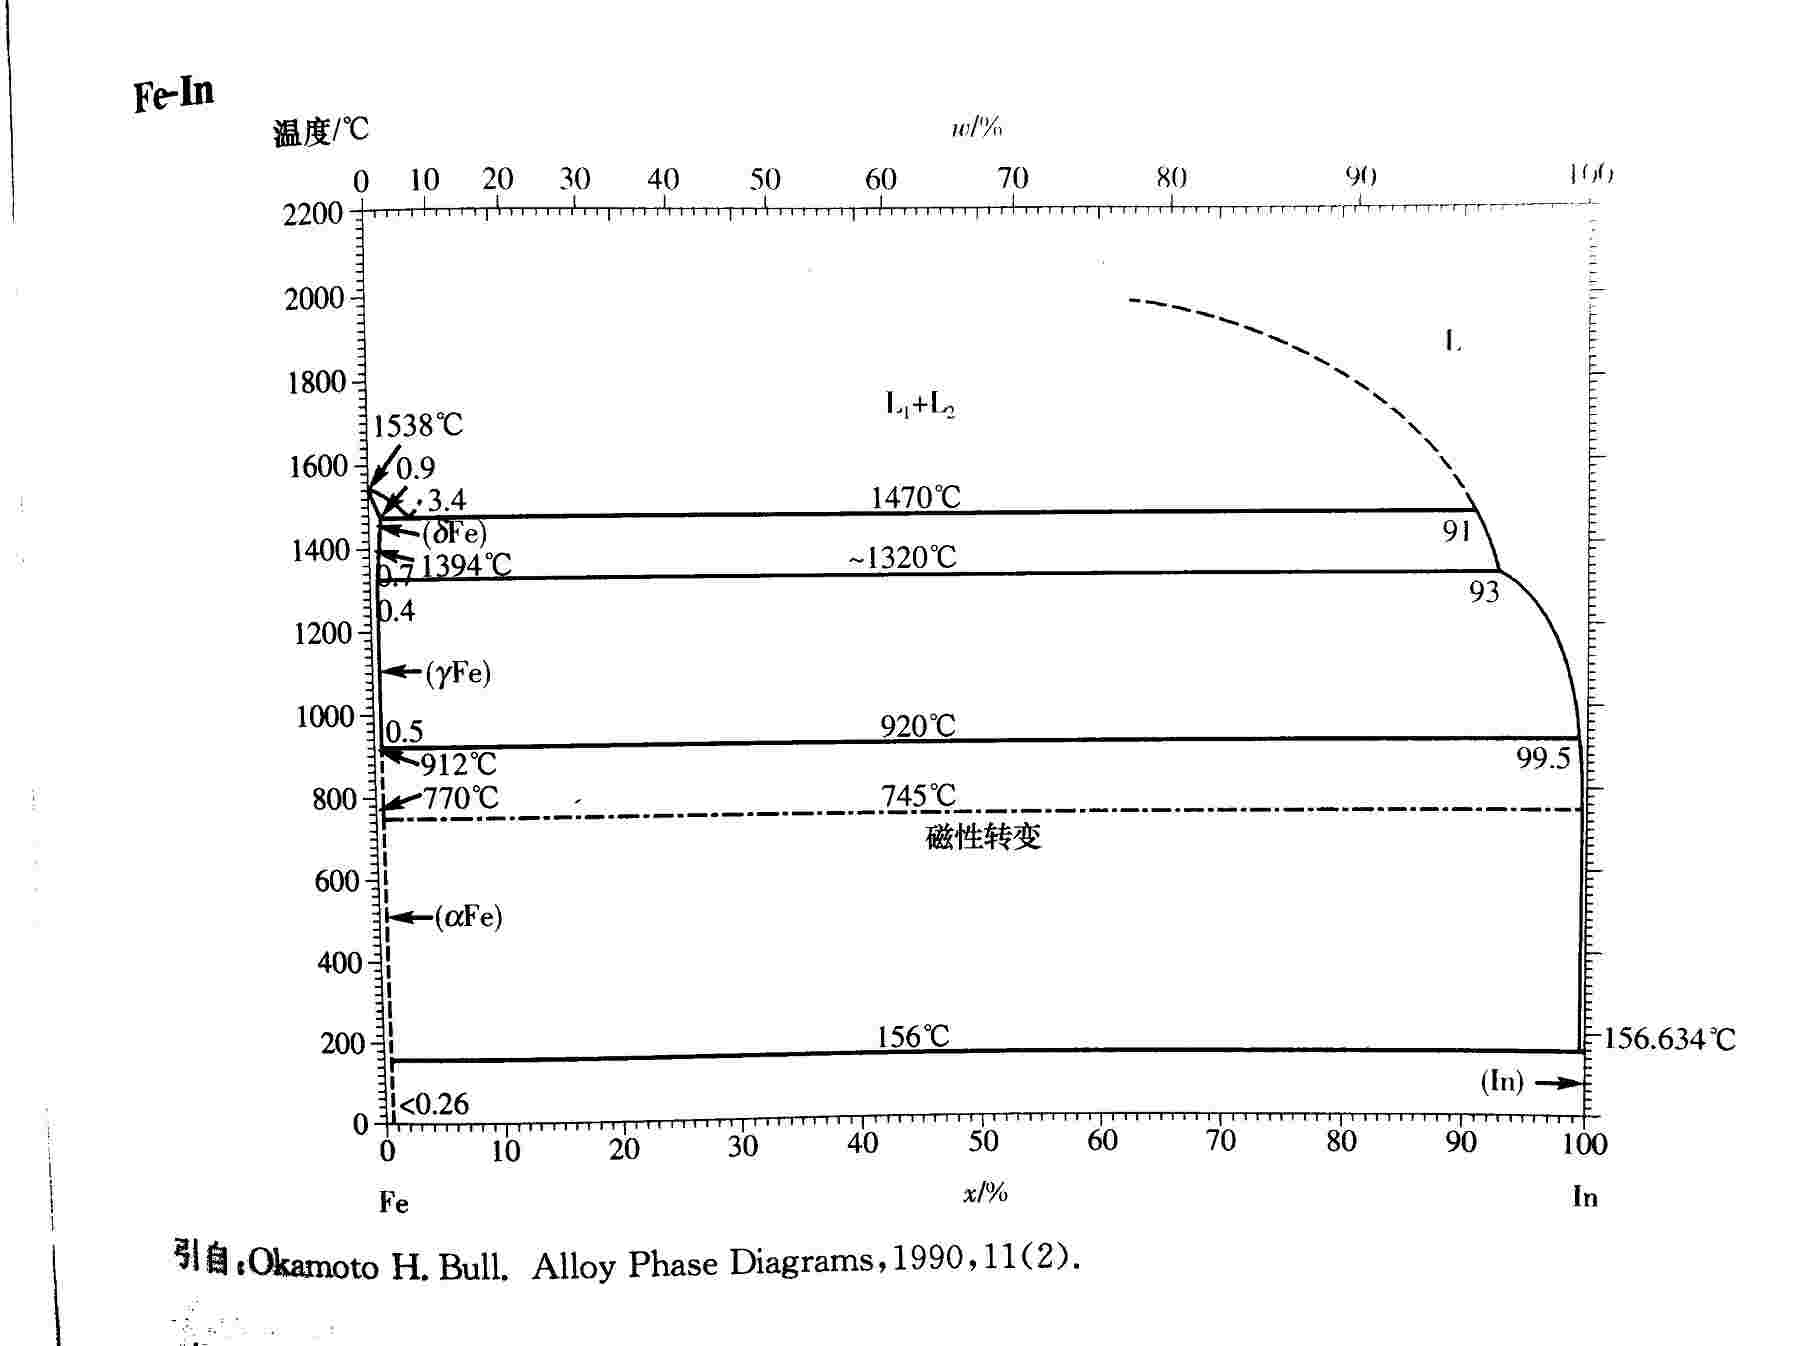 Fe-In
温度/℃
w/%
0 10 20 30 40 50 60 70 80 90 100
2200
2000
L
1800
L₁+L₂
1538℃
1600
0.9
3.4
1470℃
(δFe)
91
1400
1394℃
~1320℃
0.7
93
0.4
1200
(γFe)
1000
0.5
920℃
99.5
912℃
800
770℃
745℃
磁性转变
600
(αFe)
400
200
156℃
156.634℃
(In)
<0.26
0
0 10 20 30 40 50 60 70 80 90 100
Fe
x/%
In
引自:Okamoto H. Bull. Alloy Phase Diagrams,1990,11(2).